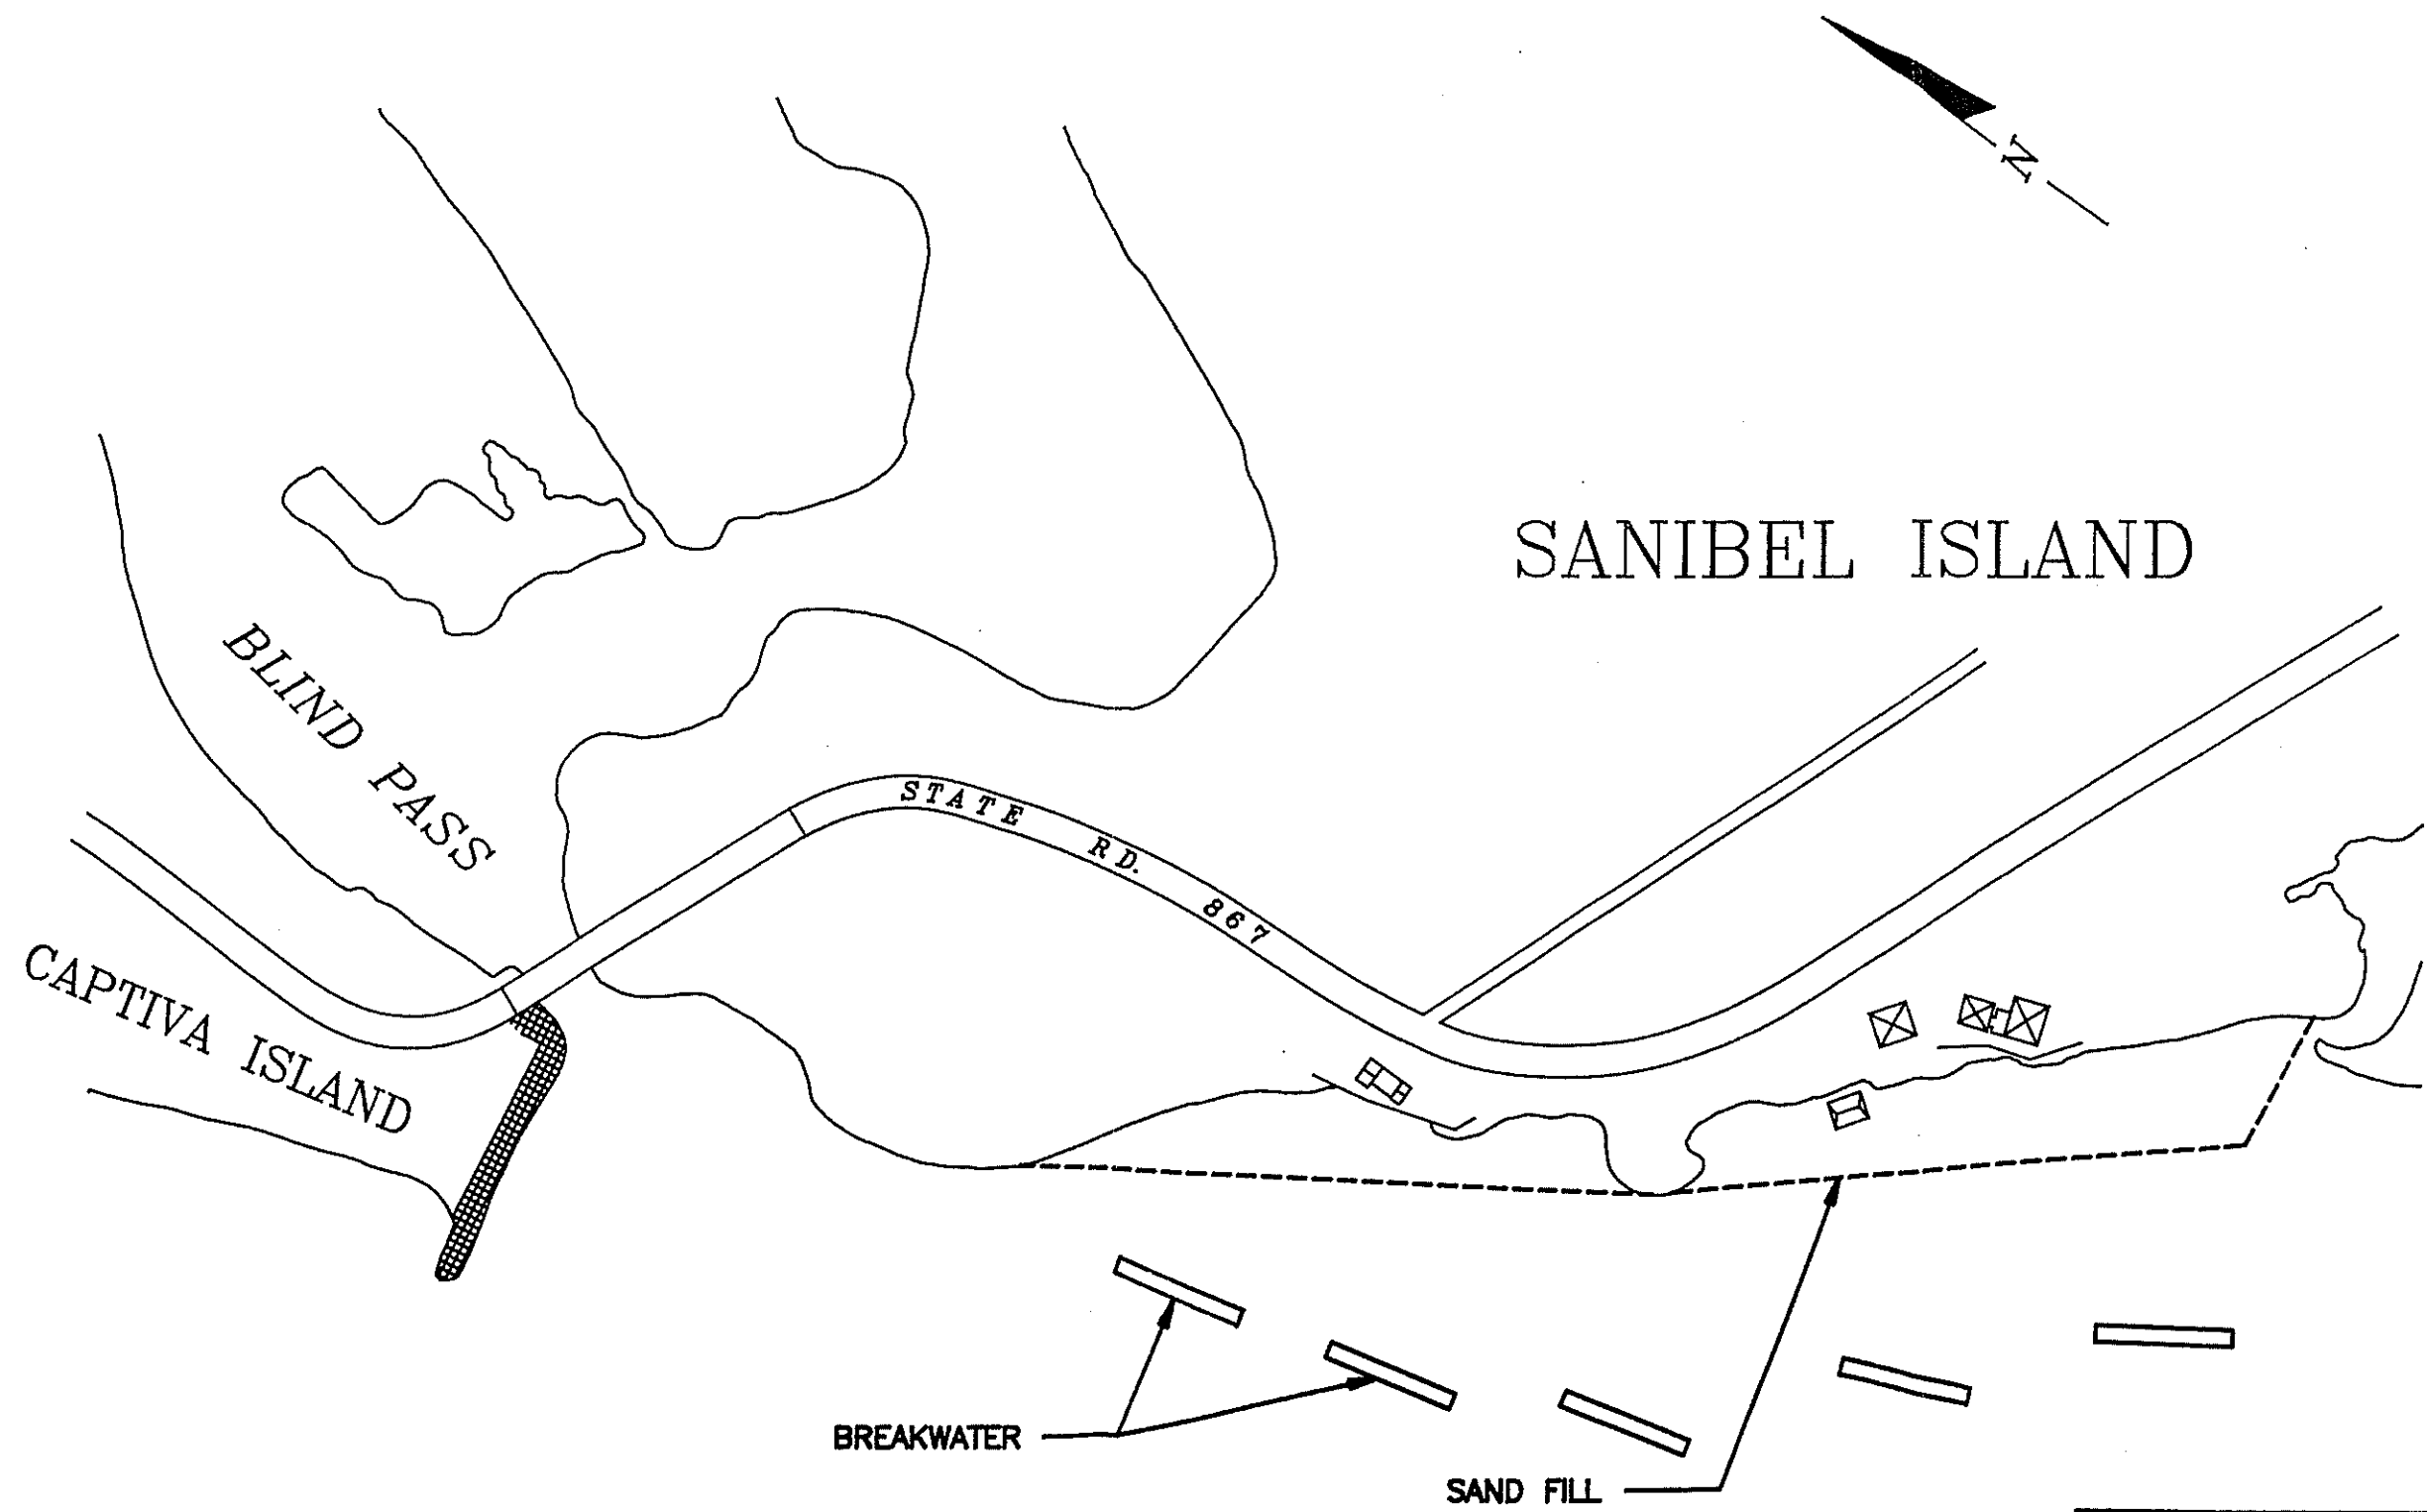 N
SANIBEL ISLAND
BLIND PASS
STATE RD. 867
CAPTIVA ISLAND
BREAKWATER
SAND FILL